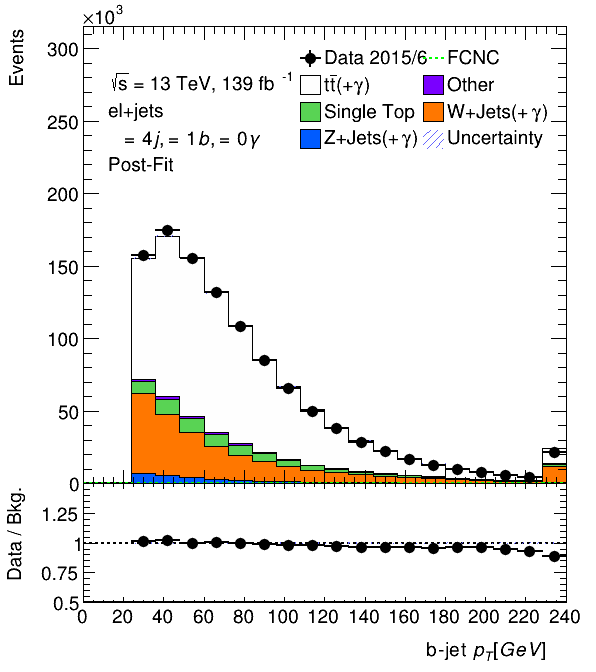 ×10³
Events
300
250
200
150
100
50
0
√s = 13 TeV, 139 fb⁻¹
el+jets
= 4j, = 1b, = 0γ
Post-Fit
Data 2015/6 FCNC
tt̄(+γ) Other
Single Top W+Jets(+γ)
Z+Jets(+γ) Uncertainty
Data / Bkg.
1.25
1
0.75
0.5
0 20 40 60 80 100 120 140 160 180 200 220 240
b-jet p_T[GeV]